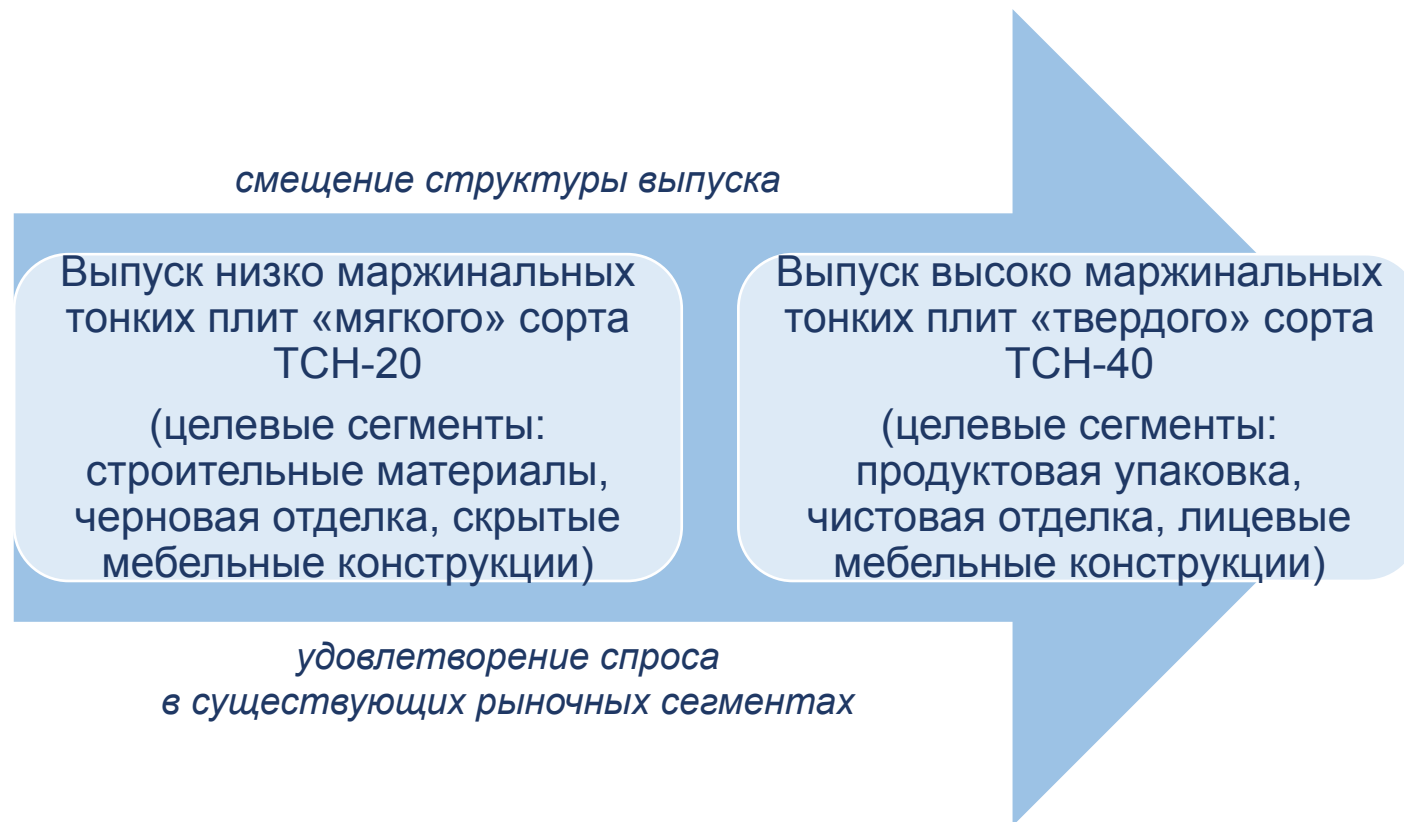 смещение структуры выпуска
Выпуск низко маржинальных
тонких плит «мягкого» сорта
ТСН-20
(целевые сегменты:
строительные материалы,
черновая отделка, скрытые
мебельные конструкции)
Выпуск высоко маржинальных
тонких плит «твердого» сорта
ТСН-40
(целевые сегменты:
продуктовая упаковка,
чистовая отделка, лицевые
мебельные конструкции)
удовлетворение спроса
в существующих рыночных сегментах